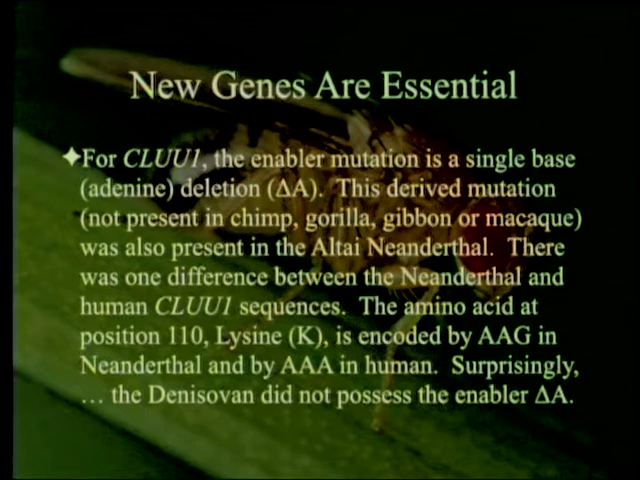 New Genes Are Essential
✦For CLUU1, the enabler mutation is a single base
(adenine) deletion (ΔA). This derived mutation
(not present in chimp, gorilla, gibbon or macaque)
was also present in the Altai Neanderthal. There
was one difference between the Neanderthal and
human CLUU1 sequences. The amino acid at
position 110, Lysine (K), is encoded by AAG in
Neanderthal and by AAA in human. Surprisingly,
… the Denisovan did not possess the enabler ΔA.